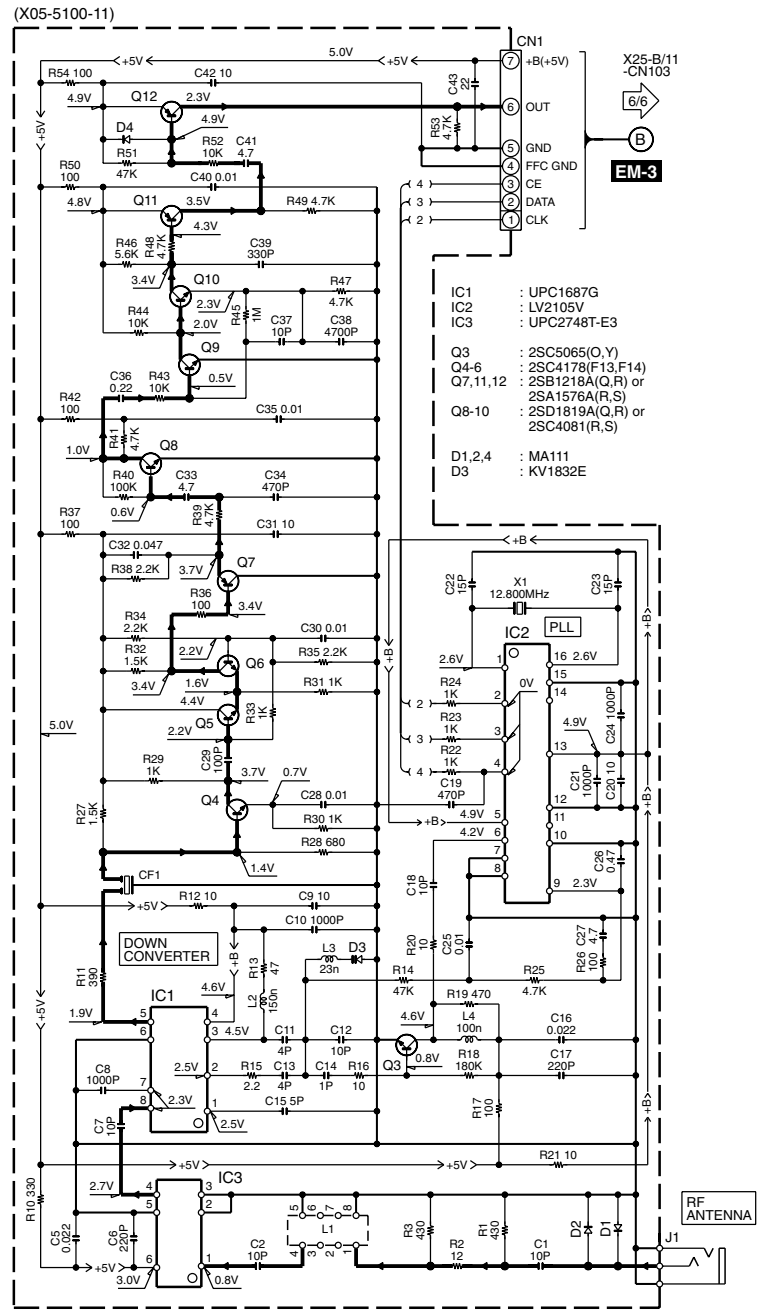 (X05-5100-11)
CN1
5.0V
+5V
+5V
7 +B(+5V)
X25-B/11
-CN103
R54 100
C42 10
C43
22
6/6
Q12
2.3V
6 OUT
4.9V
4.9V
R53
4.7K
B
+5V
D4
R52
10K
C41
4.7
5 GND
R51
47K
4 FFC GND
EM-3
R50
100
C40 0.01
4
3 CE
3
2 DATA
Q11
3.5V
R49 4.7K
2
1 CLK
4.8V
4.3V
R46
5.6K
R48
4.7K
C39
330P
3.4V
Q10
R47
4.7K
2.3V
R45
1M
C37
10P
C38
4700P
R44
10K
2.0V
Q9
IC1 : UPC1687G
IC2 : LV2105V
IC3 : UPC2748T-E3
Q3 : 2SC5065(O,Y)
Q4-6 : 2SC4178(F13,F14)
Q7,11,12 : 2SB1218A(Q,R) or
2SA1576A(R,S)
Q8-10 : 2SD1819A(Q,R) or
2SC4081(R,S)
D1,2,4 : MA111
D3 : KV1832E
C36
0.22
R43
10K
0.5V
R42
100
C35 0.01
R41
4.7K
Q8
1.0V
R40
100K
C33
4.7
C34
470P
0.6V
R39
4.7K
R37
100
C31 10
C32 0.047
R38 2.2K
3.7V
Q7
+B
C22
15P
X1
12.800MHz
C23
15P
R36
100
3.4V
R34
2.2K
C30 0.01
IC2
PLL
2.2V
R35 2.2K
+B
+B
R32
1.5K
Q6
2.6V
1
16 2.6V
3.4V
1.6V
R31 1K
R24
1K
0V
15
4.4V
R33
1K
2
2
14
Q5
R23
1K
C24 1000P
5.0V
2.2V
3
3
4.9V
C29
100P
R22
1K
13
R29
1K
3.7V
0.7V
4
4
C21
1000P
C20 10
Q4
C28 0.01
C19
470P
12
R27
1.5K
R30 1K
+B
4.9V
5
11
+B
R28 680
4.2V
6
10
1.4V
7
C26
0.47
CF1
8
9 2.3V
C18
10P
+5V
R12 10
C9 10
C10 1000P
C25
0.01
C27
4.7
DOWN
CONVERTER
+B
R20
10
R26
100
R11
390
R13
47
L3
23n
D3
4.6V
L2
150n
R14
47K
R25
4.7K
IC1
R19 470
1.9V
5
4
4.6V
L4
100n
C16
0.022
+5V
6
3 4.5V
C11
4P
C12
10P
C8
1000P
2.5V
2
R15
2.2
C13
4P
C14
1P
R16
10
Q3
0.8V
R18
180K
C17
220P
7
8
2.3V
1
C15 5P
C7
10P
2.5V
R17
100
+B
R21 10
+5V
+5V
2.7V
IC3
R10 330
4
3
5
2
RF
ANTENNA
C5
0.022
C6
220P
5 6 7 8
L1
4 3 2 1
R3
430
R1
430
D2
D1
J1
C2
10P
R2
12
C1
10P
+5V
6
1
3.0V
0.8V